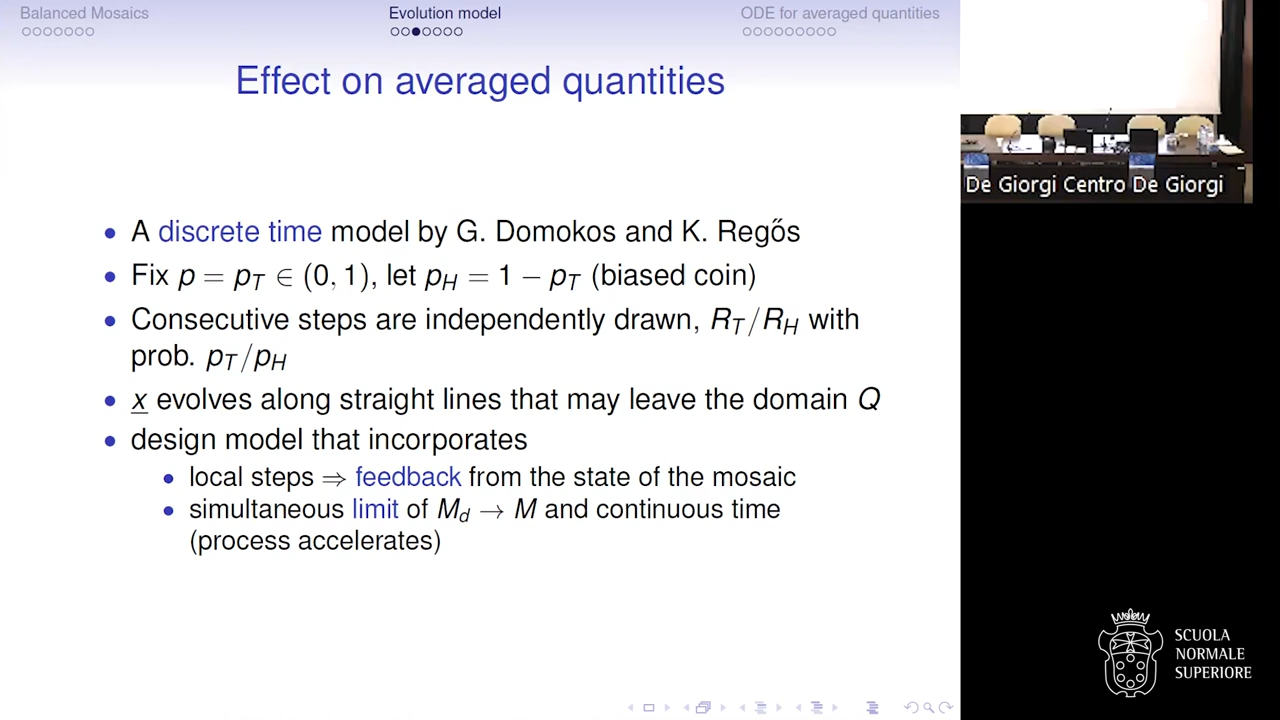 Balanced Mosaics
Evolution model
ODE for averaged quantities
Effect on averaged quantities
A discrete time model by G. Domokos and K. Regős
Fix p = p_T ∈ (0, 1), let p_H = 1 − p_T (biased coin)
Consecutive steps are independently drawn, R_T/R_H with
prob. p_T/p_H
x evolves along straight lines that may leave the domain Q
design model that incorporates
local steps ⇒ feedback from the state of the mosaic
simultaneous limit of M_d → M and continuous time
(process accelerates)
De Giorgi Centro De Giorgi
SCUOLA
NORMALE
SUPERIORE